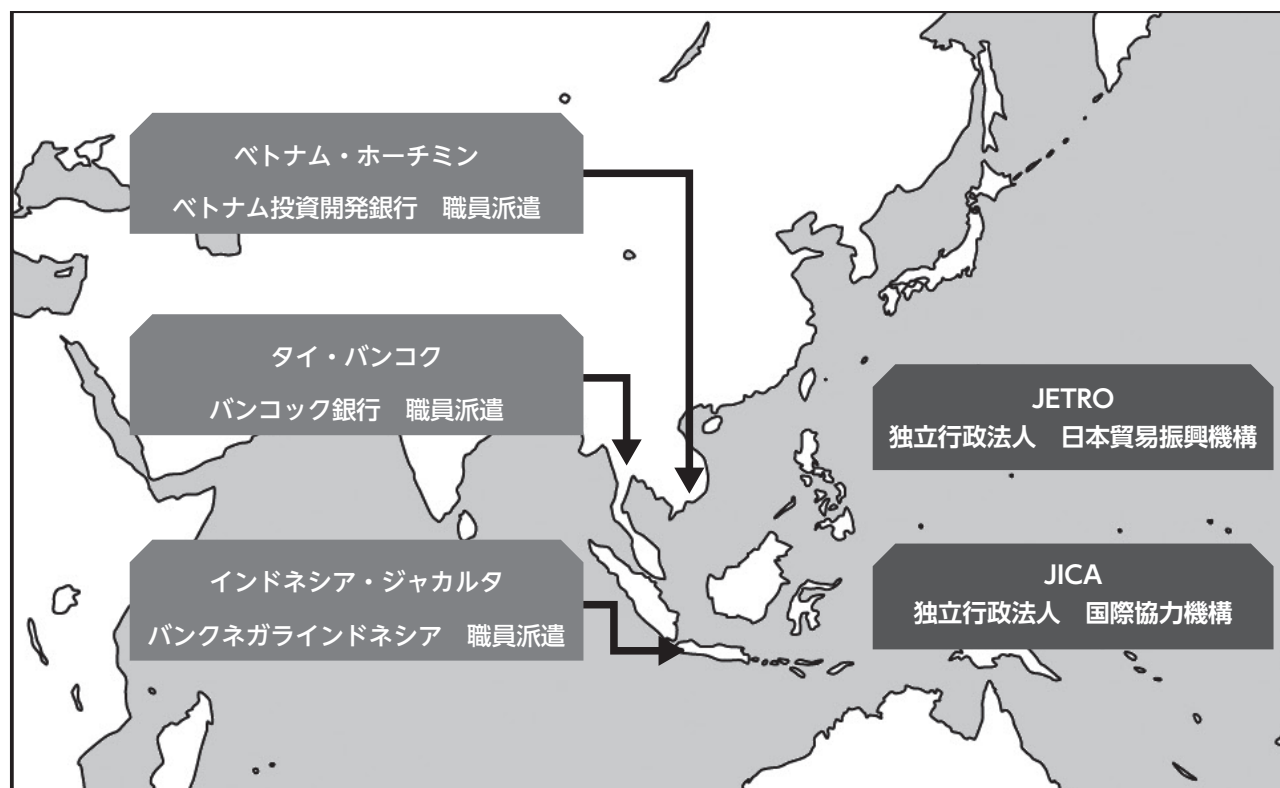 ベトナム・ホーチミン
ベトナム投資開発銀行　職員派遣
タイ・バンコク
バンコック銀行　職員派遣
インドネシア・ジャカルタ
バンクネガラインドネシア　職員派遣
JETRO
独立行政法人　日本貿易振興機構
JICA
独立行政法人　国際協力機構